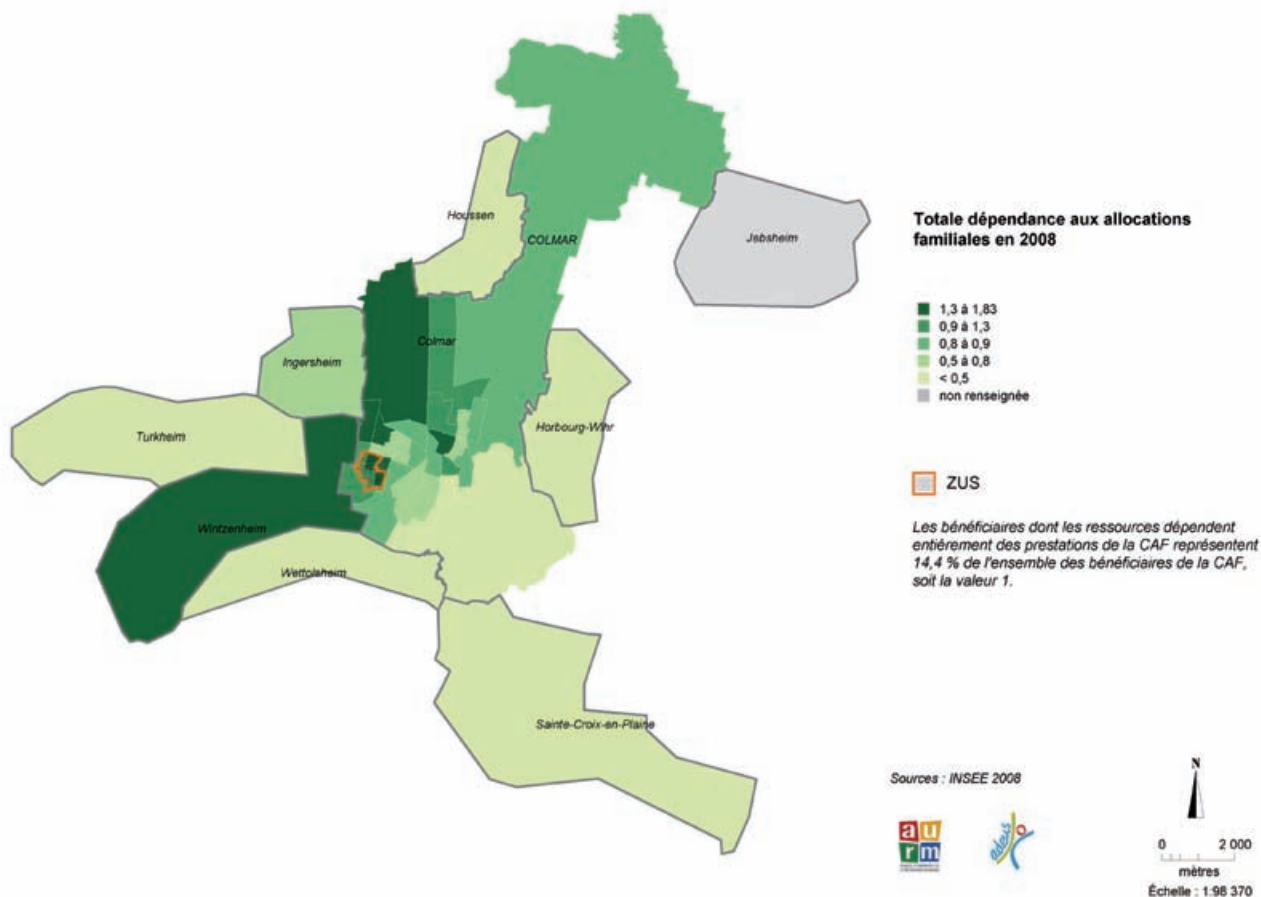 Houssen
COLMAR
Jebsheim
Colmar
Ingersheim
Turkheim
Horbourg-Wihr
Wintzenheim
Wettolsheim
Sainte-Croix-en-Plaine
Totale dépendance aux allocations
familiales en 2008
1,3 à 1,83
0,9 à 1,3
0,8 à 0,9
0,5 à 0,8
< 0,5
non renseignée
ZUS
Les bénéficiaires dont les ressources dépendent
entièrement des prestations de la CAF représentent
14,4 % de l'ensemble des bénéficiaires de la CAF,
soit la valeur 1.
Sources : INSEE 2008
au
rm
adeus
N
0 2 000
mètres
Échelle : 1:98 370